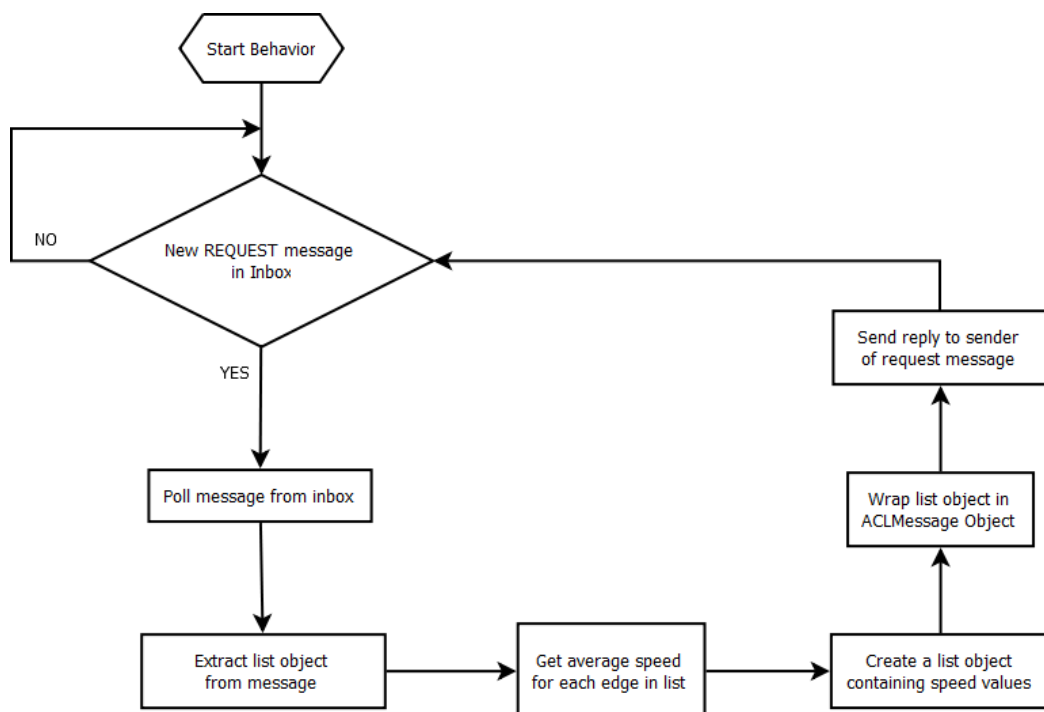 Start Behavior
NO
New REQUEST message
in Inbox
YES
Send reply to sender
of request message
Poll message from inbox
Wrap list object in
ACLMessage Object
Extract list object
from message
Get average speed
for each edge in list
Create a list object
containing speed values